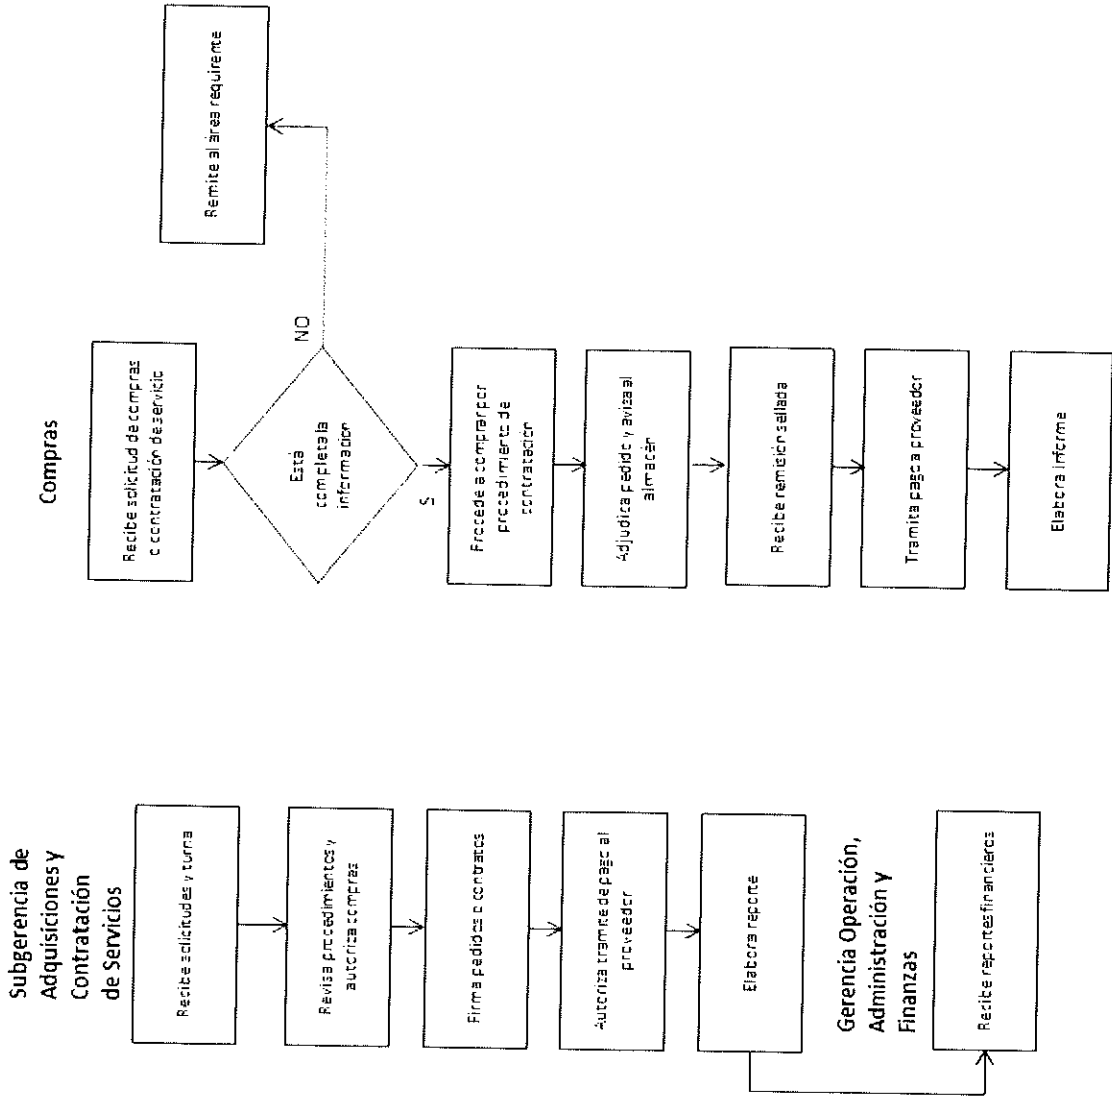 Subgerencia de
Adquisiciones y
Contratación
de Servicios
Recibe solicitudes y turna
Revisa procedimientos y
autoriza compras
Firma pedidos o contratos
Autoriza tramite de pago al
proveedor
Elabora reporte
Gerencia Operación,
Administración y
Finanzas
Recibe reportes financieros
Compras
Recibe solicitud de compras
o contratación de servicio
Está
completa la
información
NO
Remite al área requirente
SI
Procede a comprar por
procedimiento de
contratación
Adjudica pedido y avisa al
almacén
Recibe remisión sellada
Tramita pago a proveedor
Elabora informe